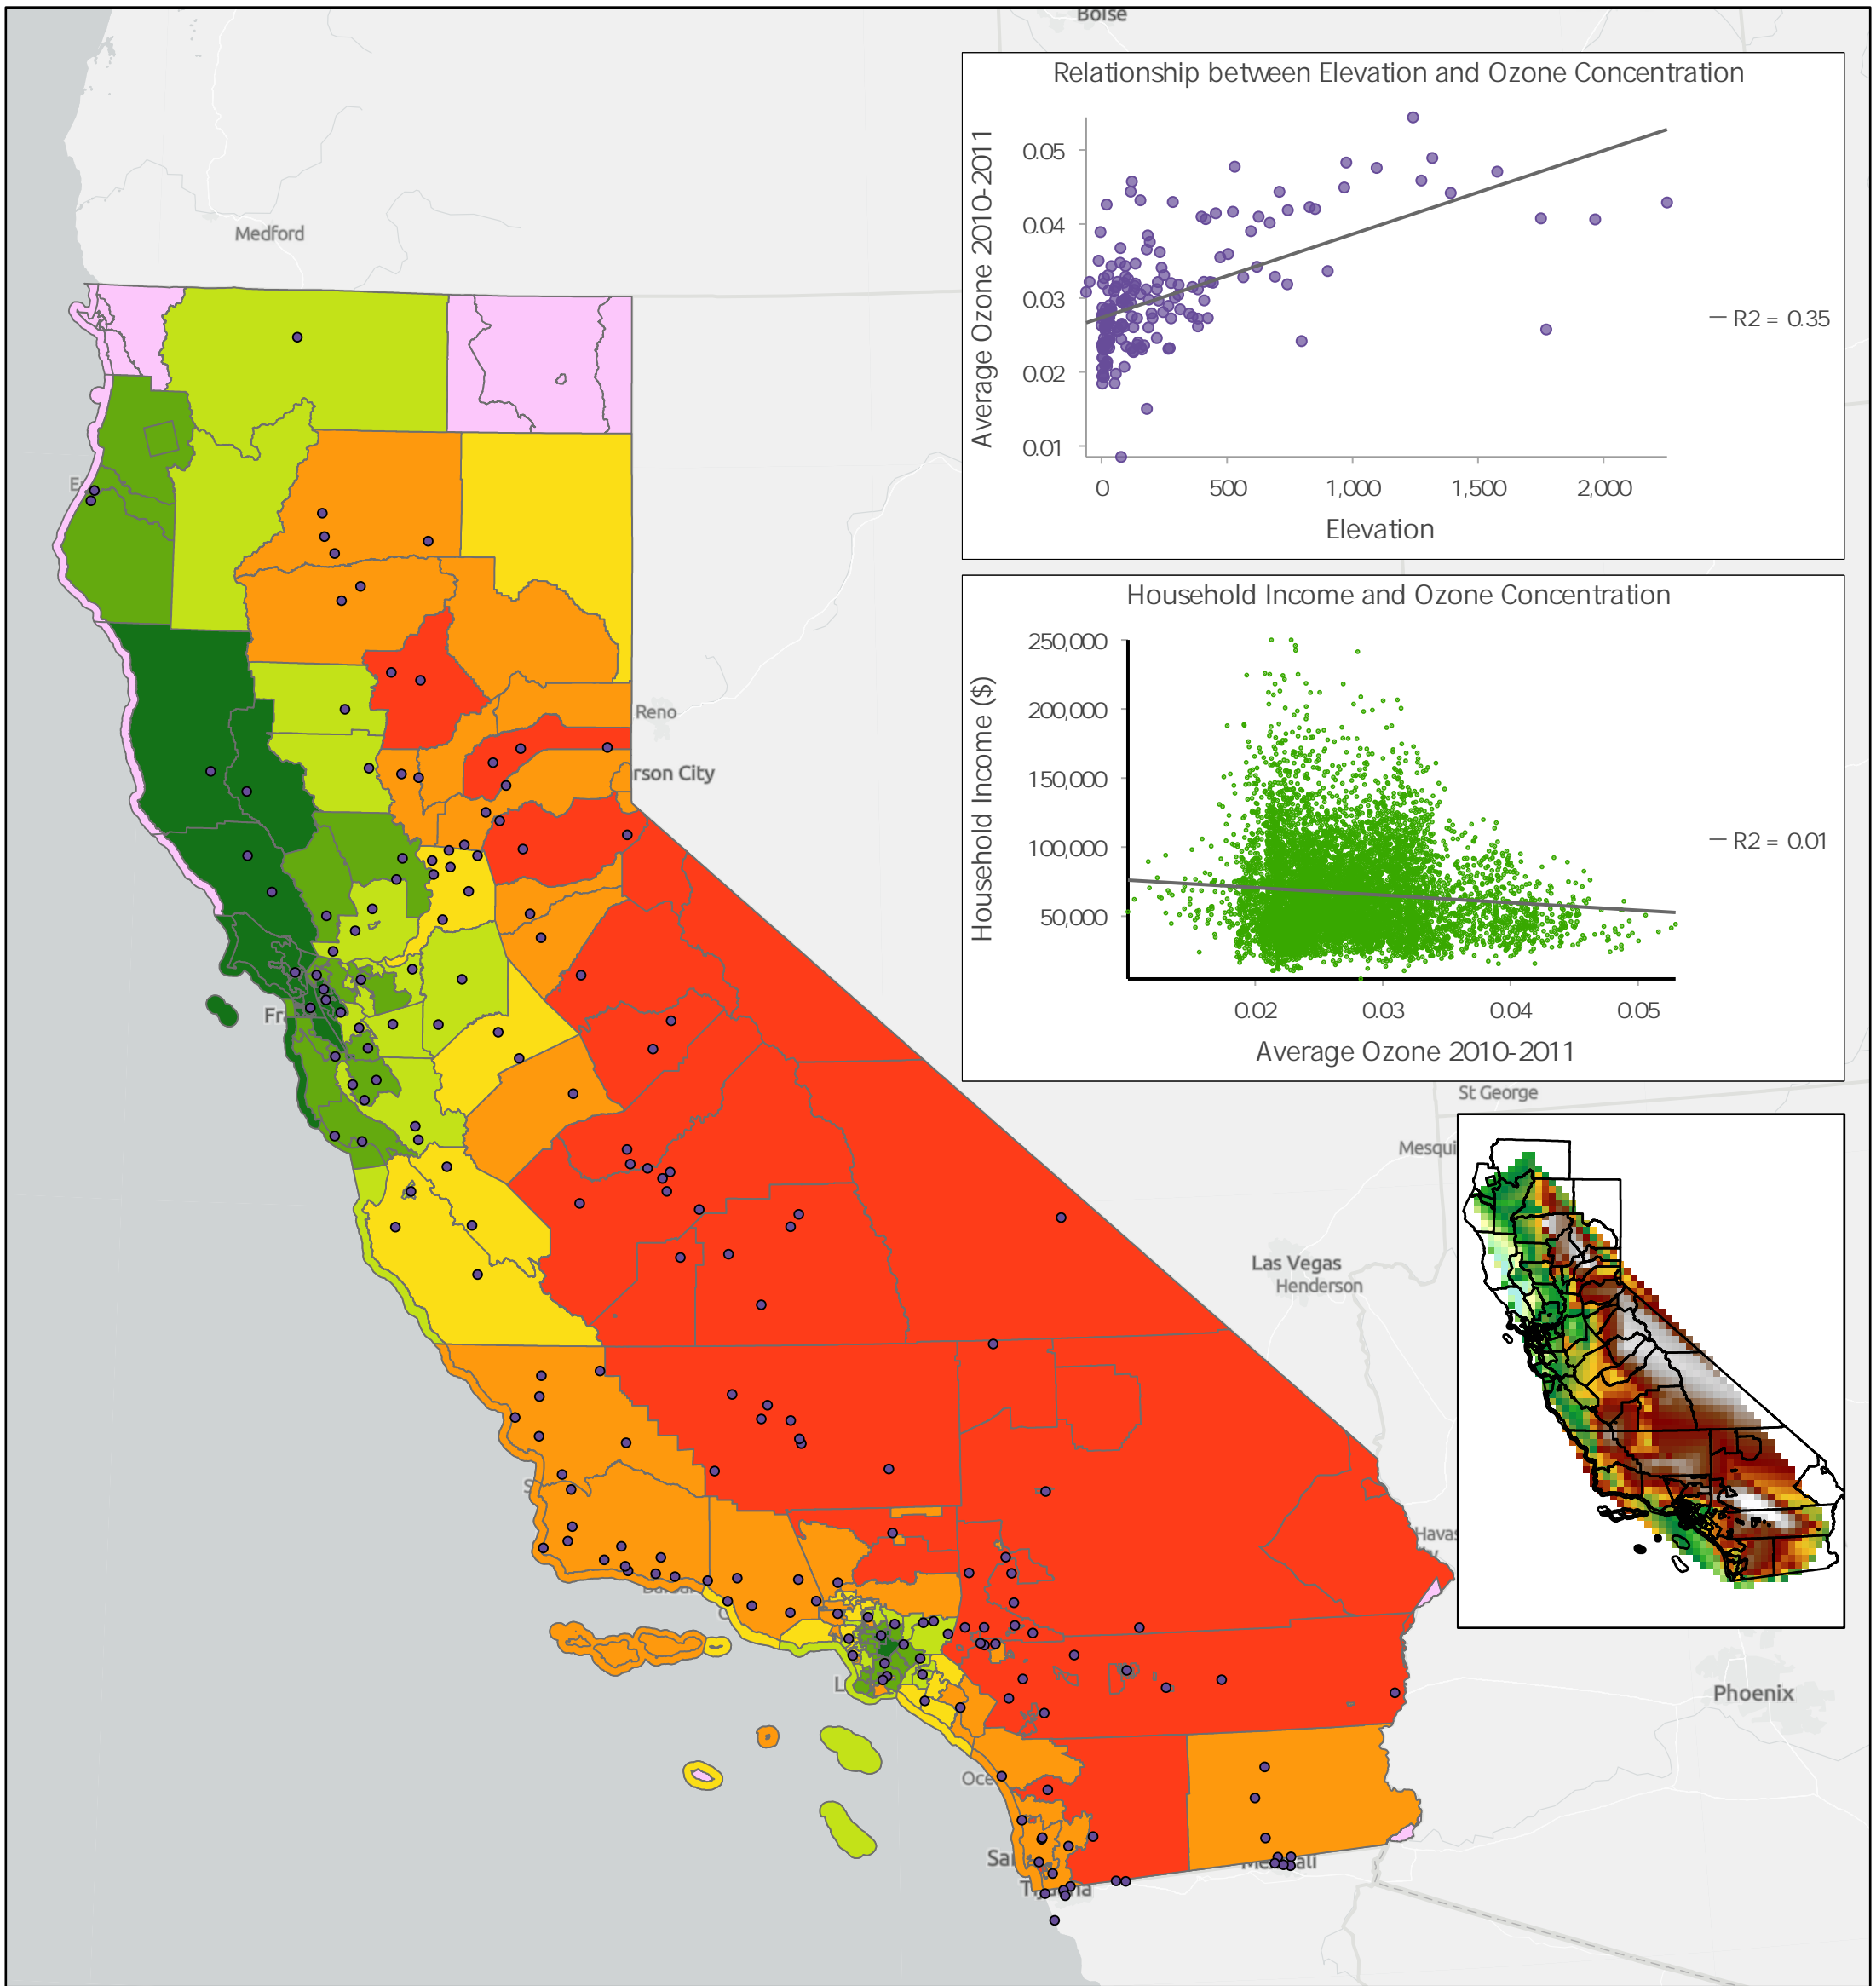 Boise
Relationship between Elevation and Ozone Concentration
Average Ozone 2010-2011
0.05
0.04
0.03
0.02
0.01
R2 = 0.35
0
500
1,000
1,500
2,000
Elevation
Medford
Household Income and Ozone Concentration
Household Income ($)
250,000
200,000
150,000
100,000
50,000
R2 = 0.01
0.02
0.03
0.04
0.05
Average Ozone 2010-2011
Reno
rson City
Fr
St George
Mesqui
Las Vegas
Henderson
Havas
Phoenix
Oce